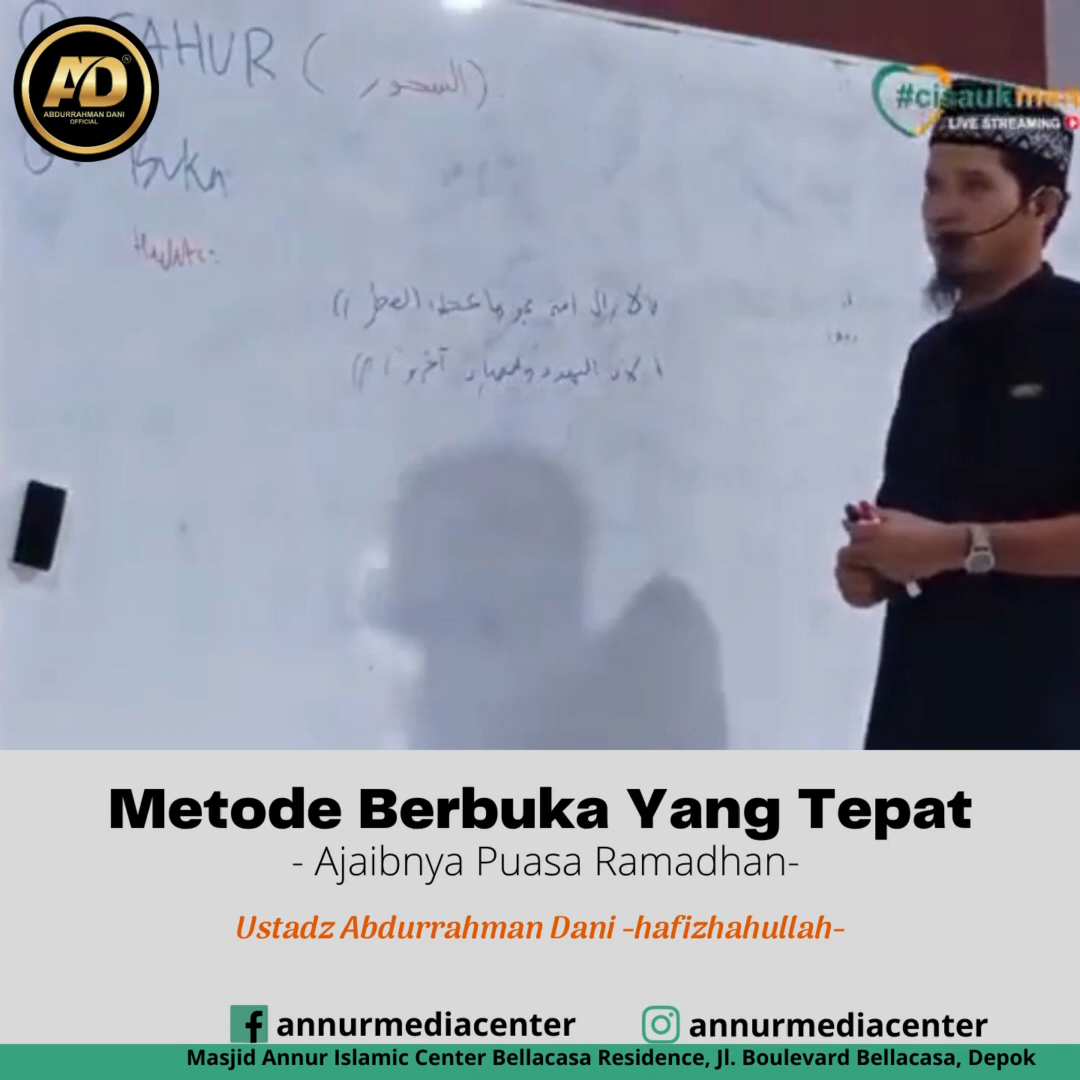 AD
ABDURRAHMAN DANI
OFFICIAL
SAHUR ( السحور )
#cisauk
LIVE STREAMING
Buka
Metode Berbuka Yang Tepat
- Ajaibnya Puasa Ramadhan-
Ustadz Abdurrahman Dani -hafizhahullah-
annurmediacenter
annurmediacenter
Masjid Annur Islamic Center Bellacasa Residence, Jl. Boulevard Bellacasa, Depok